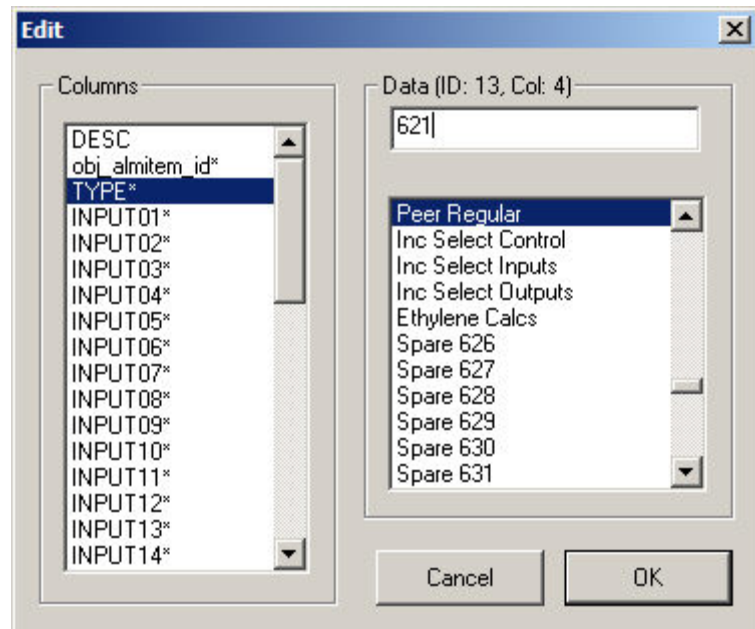 Edit
Columns
DESC
obj_almitem_id*
TYPE*
INPUT01*
INPUT02*
INPUT03*
INPUT04*
INPUT05*
INPUT06*
INPUT07*
INPUT08*
INPUT09*
INPUT10*
INPUT11*
INPUT12*
INPUT13*
INPUT14*
Data (ID: 13, Col: 4)
621
Peer Regular
Inc Select Control
Inc Select Inputs
Inc Select Outputs
Ethylene Calcs
Spare 626
Spare 627
Spare 628
Spare 629
Spare 630
Spare 631
Cancel
OK